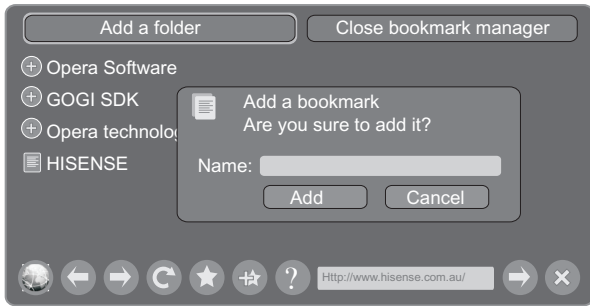 Add a folder
Close bookmark manager
Opera Software
GOGI SDK
Opera technolo
HISENSE
Add a bookmark
Are you sure to add it?
Name:
Add
Cancel
?
Http://www.hisense.com.au/